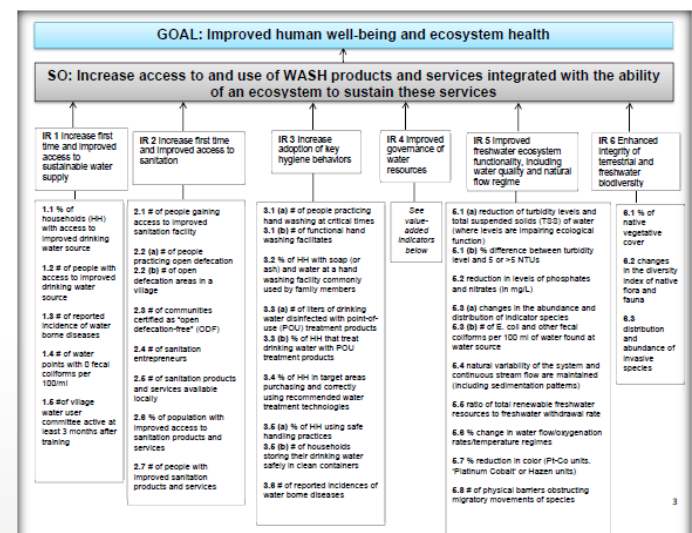 GOAL: Improved human well-being and ecosystem health
SO: Increase access to and use of WASH products and services integrated with the ability
of an ecosystem to sustain these services
IR 1 Increase first
time and improved
access to
sustainable water
supply
1.1 % of
households (HH)
with access to
improved drinking
water source
1.2 # of people with
access to improved
drinking water
source
1.3 # of reported
incidence of water
borne diseases
1.4 # of water
points with 0 fecal
coliforms per
100/ml
1.5 #of village
water user
committee active at
least 3 months after
training
IR 2 Increase first time and
improved access to
sanitation
2.1 # of people gaining
access to improved
sanitation facility
2.2 (a) # of people
practicing open defecation
2.2 (b) # of open
defecation areas in a
village
2.3 # of communities
certified as "open
defecation-free" (ODF)
2.4 # of sanitation
entrepreneurs
2.5 # of sanitation products
and services available
locally
2.6 % of population with
improved access to
sanitation products and
services
2.7 # of people with
improved sanitation
products and services
IR 3 Increase
adoption of key
hygiene behaviors
3.1 (a) # of people practicing
hand washing at critical times
3.1 (b) # of functional hand
washing facilitates
3.2 % of HH with soap (or
ash) and water at a hand
washing facility commonly
used by family members
3.3 (a) # of liters of drinking
water disinfected with point-of-
use (POU) treatment products
3.3 (b) % of HH that treat
drinking water with POU
treatment products
3.4 % of HH in target areas
purchasing and correctly
using recommended water
treatment technologies
3.5 (a) % of HH using safe
handling practices
3.5 (b) # of households
storing their drinking water
safely in clean containers
3.6 # of reported incidences of
water borne diseases
IR 4 Improved
governance of
water
resources
See
value-
added
indicators
below
IR 5 Improved
freshwater ecosystem
functionality, including
water quality and natural
flow regime
5.1 (a) reduction of turbidity levels and
total suspended solids (TSS) of water
(where levels are impairing ecological
function)
5.1 (b) % difference between turbidity
level and 5 or >5 NTUs
5.2 reduction in levels of phosphates
and nitrates (in mg/L)
5.3 (a) changes in the abundance and
distribution of indicator species
5.3 (b) # of E. coli and other fecal
coliforms per 100 ml of water found at
water source
5.4 natural variability of the system and
continuous stream flow are maintained
(including sedimentation patterns)
5.5 ratio of total renewable freshwater
resources to freshwater withdrawal rate
5.6 % change in water flow/oxygenation
rates/temperature regimes
5.7 % reduction in color (Pt-Co units.
'Platinum Cobalt' or Hazen units)
5.8 # of physical barriers obstructing
migratory movements of species
IR 6 Enhanced
integrity of
terrestrial and
freshwater
biodiversity
6.1 % of
native
vegetative
cover
6.2 changes
in the diversity
index of native
flora and
fauna
6.3
distribution
and
abundance of
invasive
species
3